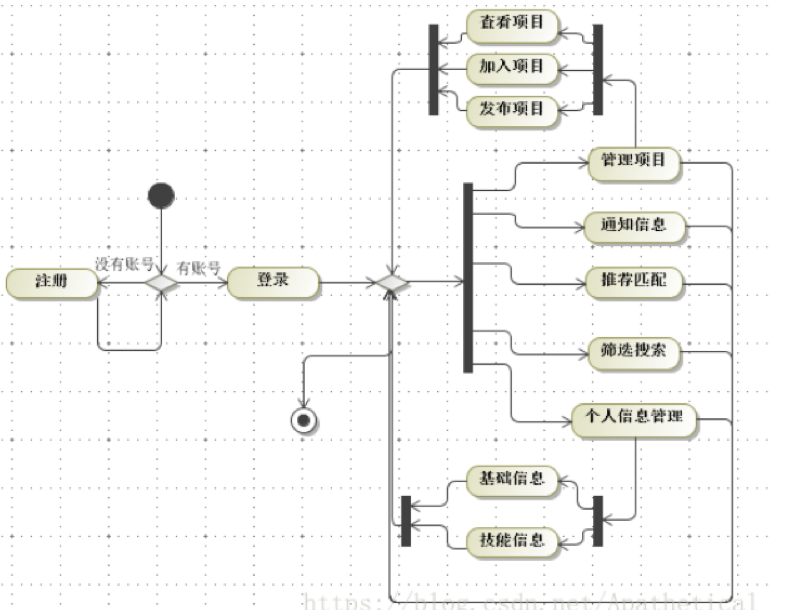 查看项目
加入项目
发布项目
管理项目
通知信息
没有账号
有账号
注册
登录
推荐匹配
筛选搜索
个人信息管理
基础信息
技能信息
https://blog.csdn.net/Apathetical